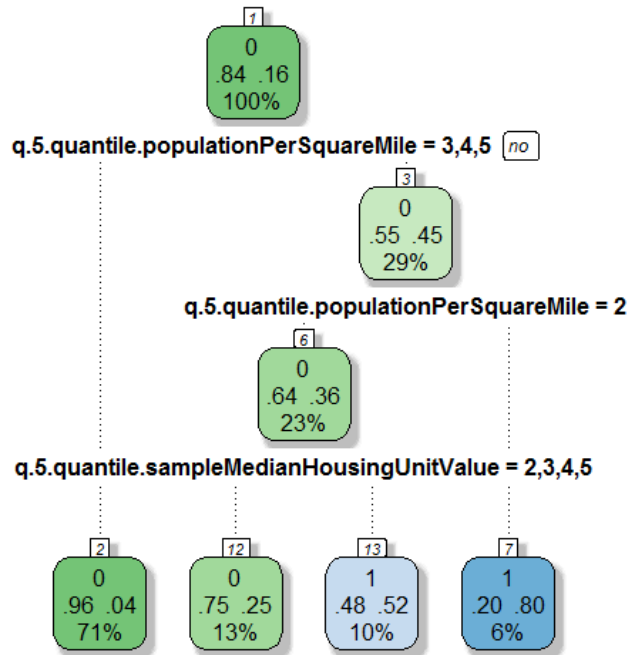 1
0
.84 .16
100%
q.5.quantile.populationPerSquareMile = 3,4,5 no
3
0
.55 .45
29%
q.5.quantile.populationPerSquareMile = 2
6
0
.64 .36
23%
q.5.quantile.sampleMedianHousingUnitValue = 2,3,4,5
2 12 13 7
0 0 1 1
.96 .04 .75 .25 .48 .52 .20 .80
71% 13% 10% 6%